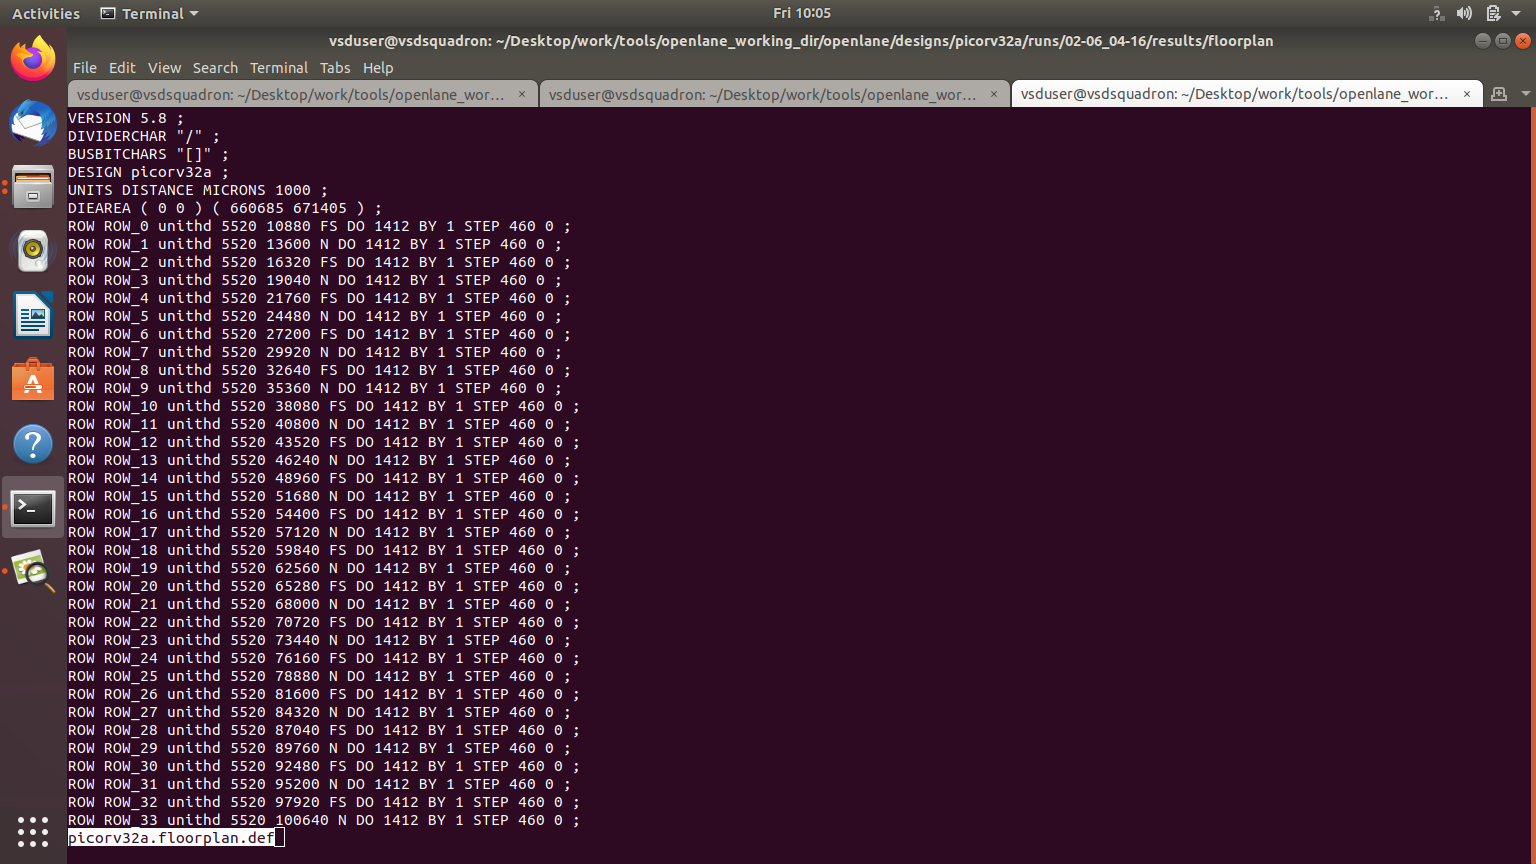 Activities
Terminal
Fri 10:05
vsduser@vsdsquadron: ~/Desktop/work/tools/openlane_working_dir/openlane/designs/picorv32a/runs/02-06_04-16/results/floorplan
File Edit View Search Terminal Tabs Help
vsduser@vsdsquadron: ~/Desktop/work/tools/openlane_wor... ×
vsduser@vsdsquadron: ~/Desktop/work/tools/openlane_wor... ×
vsduser@vsdsquadron: ~/Desktop/work/tools/openlane_wor... ×
VERSION 5.8 ;
DIVIDERCHAR "/" ;
BUSBITCHARS "[]" ;
DESIGN picorv32a ;
UNITS DISTANCE MICRONS 1000 ;
DIEAREA ( 0 0 ) ( 660685 671405 ) ;
ROW ROW_0 unithd 5520 10880 FS DO 1412 BY 1 STEP 460 0 ;
ROW ROW_1 unithd 5520 13600 N DO 1412 BY 1 STEP 460 0 ;
ROW ROW_2 unithd 5520 16320 FS DO 1412 BY 1 STEP 460 0 ;
ROW ROW_3 unithd 5520 19040 N DO 1412 BY 1 STEP 460 0 ;
ROW ROW_4 unithd 5520 21760 FS DO 1412 BY 1 STEP 460 0 ;
ROW ROW_5 unithd 5520 24480 N DO 1412 BY 1 STEP 460 0 ;
ROW ROW_6 unithd 5520 27200 FS DO 1412 BY 1 STEP 460 0 ;
ROW ROW_7 unithd 5520 29920 N DO 1412 BY 1 STEP 460 0 ;
ROW ROW_8 unithd 5520 32640 FS DO 1412 BY 1 STEP 460 0 ;
ROW ROW_9 unithd 5520 35360 N DO 1412 BY 1 STEP 460 0 ;
ROW ROW_10 unithd 5520 38080 FS DO 1412 BY 1 STEP 460 0 ;
ROW ROW_11 unithd 5520 40800 N DO 1412 BY 1 STEP 460 0 ;
ROW ROW_12 unithd 5520 43520 FS DO 1412 BY 1 STEP 460 0 ;
ROW ROW_13 unithd 5520 46240 N DO 1412 BY 1 STEP 460 0 ;
ROW ROW_14 unithd 5520 48960 FS DO 1412 BY 1 STEP 460 0 ;
ROW ROW_15 unithd 5520 51680 N DO 1412 BY 1 STEP 460 0 ;
ROW ROW_16 unithd 5520 54400 FS DO 1412 BY 1 STEP 460 0 ;
ROW ROW_17 unithd 5520 57120 N DO 1412 BY 1 STEP 460 0 ;
ROW ROW_18 unithd 5520 59840 FS DO 1412 BY 1 STEP 460 0 ;
ROW ROW_19 unithd 5520 62560 N DO 1412 BY 1 STEP 460 0 ;
ROW ROW_20 unithd 5520 65280 FS DO 1412 BY 1 STEP 460 0 ;
ROW ROW_21 unithd 5520 68000 N DO 1412 BY 1 STEP 460 0 ;
ROW ROW_22 unithd 5520 70720 FS DO 1412 BY 1 STEP 460 0 ;
ROW ROW_23 unithd 5520 73440 N DO 1412 BY 1 STEP 460 0 ;
ROW ROW_24 unithd 5520 76160 FS DO 1412 BY 1 STEP 460 0 ;
ROW ROW_25 unithd 5520 78880 N DO 1412 BY 1 STEP 460 0 ;
ROW ROW_26 unithd 5520 81600 FS DO 1412 BY 1 STEP 460 0 ;
ROW ROW_27 unithd 5520 84320 N DO 1412 BY 1 STEP 460 0 ;
ROW ROW_28 unithd 5520 87040 FS DO 1412 BY 1 STEP 460 0 ;
ROW ROW_29 unithd 5520 89760 N DO 1412 BY 1 STEP 460 0 ;
ROW ROW_30 unithd 5520 92480 FS DO 1412 BY 1 STEP 460 0 ;
ROW ROW_31 unithd 5520 95200 N DO 1412 BY 1 STEP 460 0 ;
ROW ROW_32 unithd 5520 97920 FS DO 1412 BY 1 STEP 460 0 ;
ROW ROW_33 unithd 5520 100640 N DO 1412 BY 1 STEP 460 0 ;
picorv32a.floorplan.def